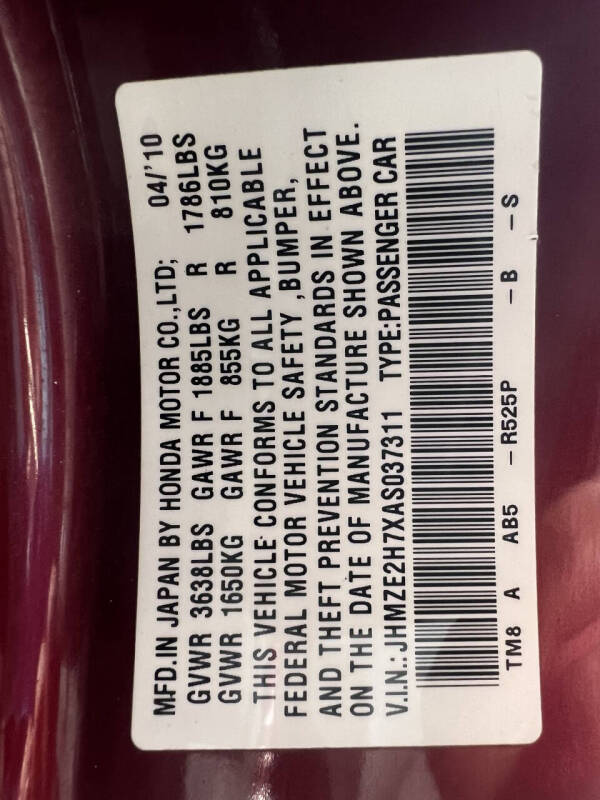 MFD.IN JAPAN BY HONDA MOTOR CO.,LTD; 04/'10
GVWR 3638LBS GAWR F 1885LBS R 1786LBS
GVWR 1650KG GAWR F 855KG R 810KG
THIS VEHICLE CONFORMS TO ALL APPLICABLE
FEDERAL MOTOR VEHICLE SAFETY ,BUMPER,
AND THEFT PREVENTION STANDARDS IN EFFECT
ON THE DATE OF MANUFACTURE SHOWN ABOVE.
V.I.N.: JHMZE2H7XAS037311 TYPE:PASSENGER CAR
TM8 A AB5 – R525P – B – S